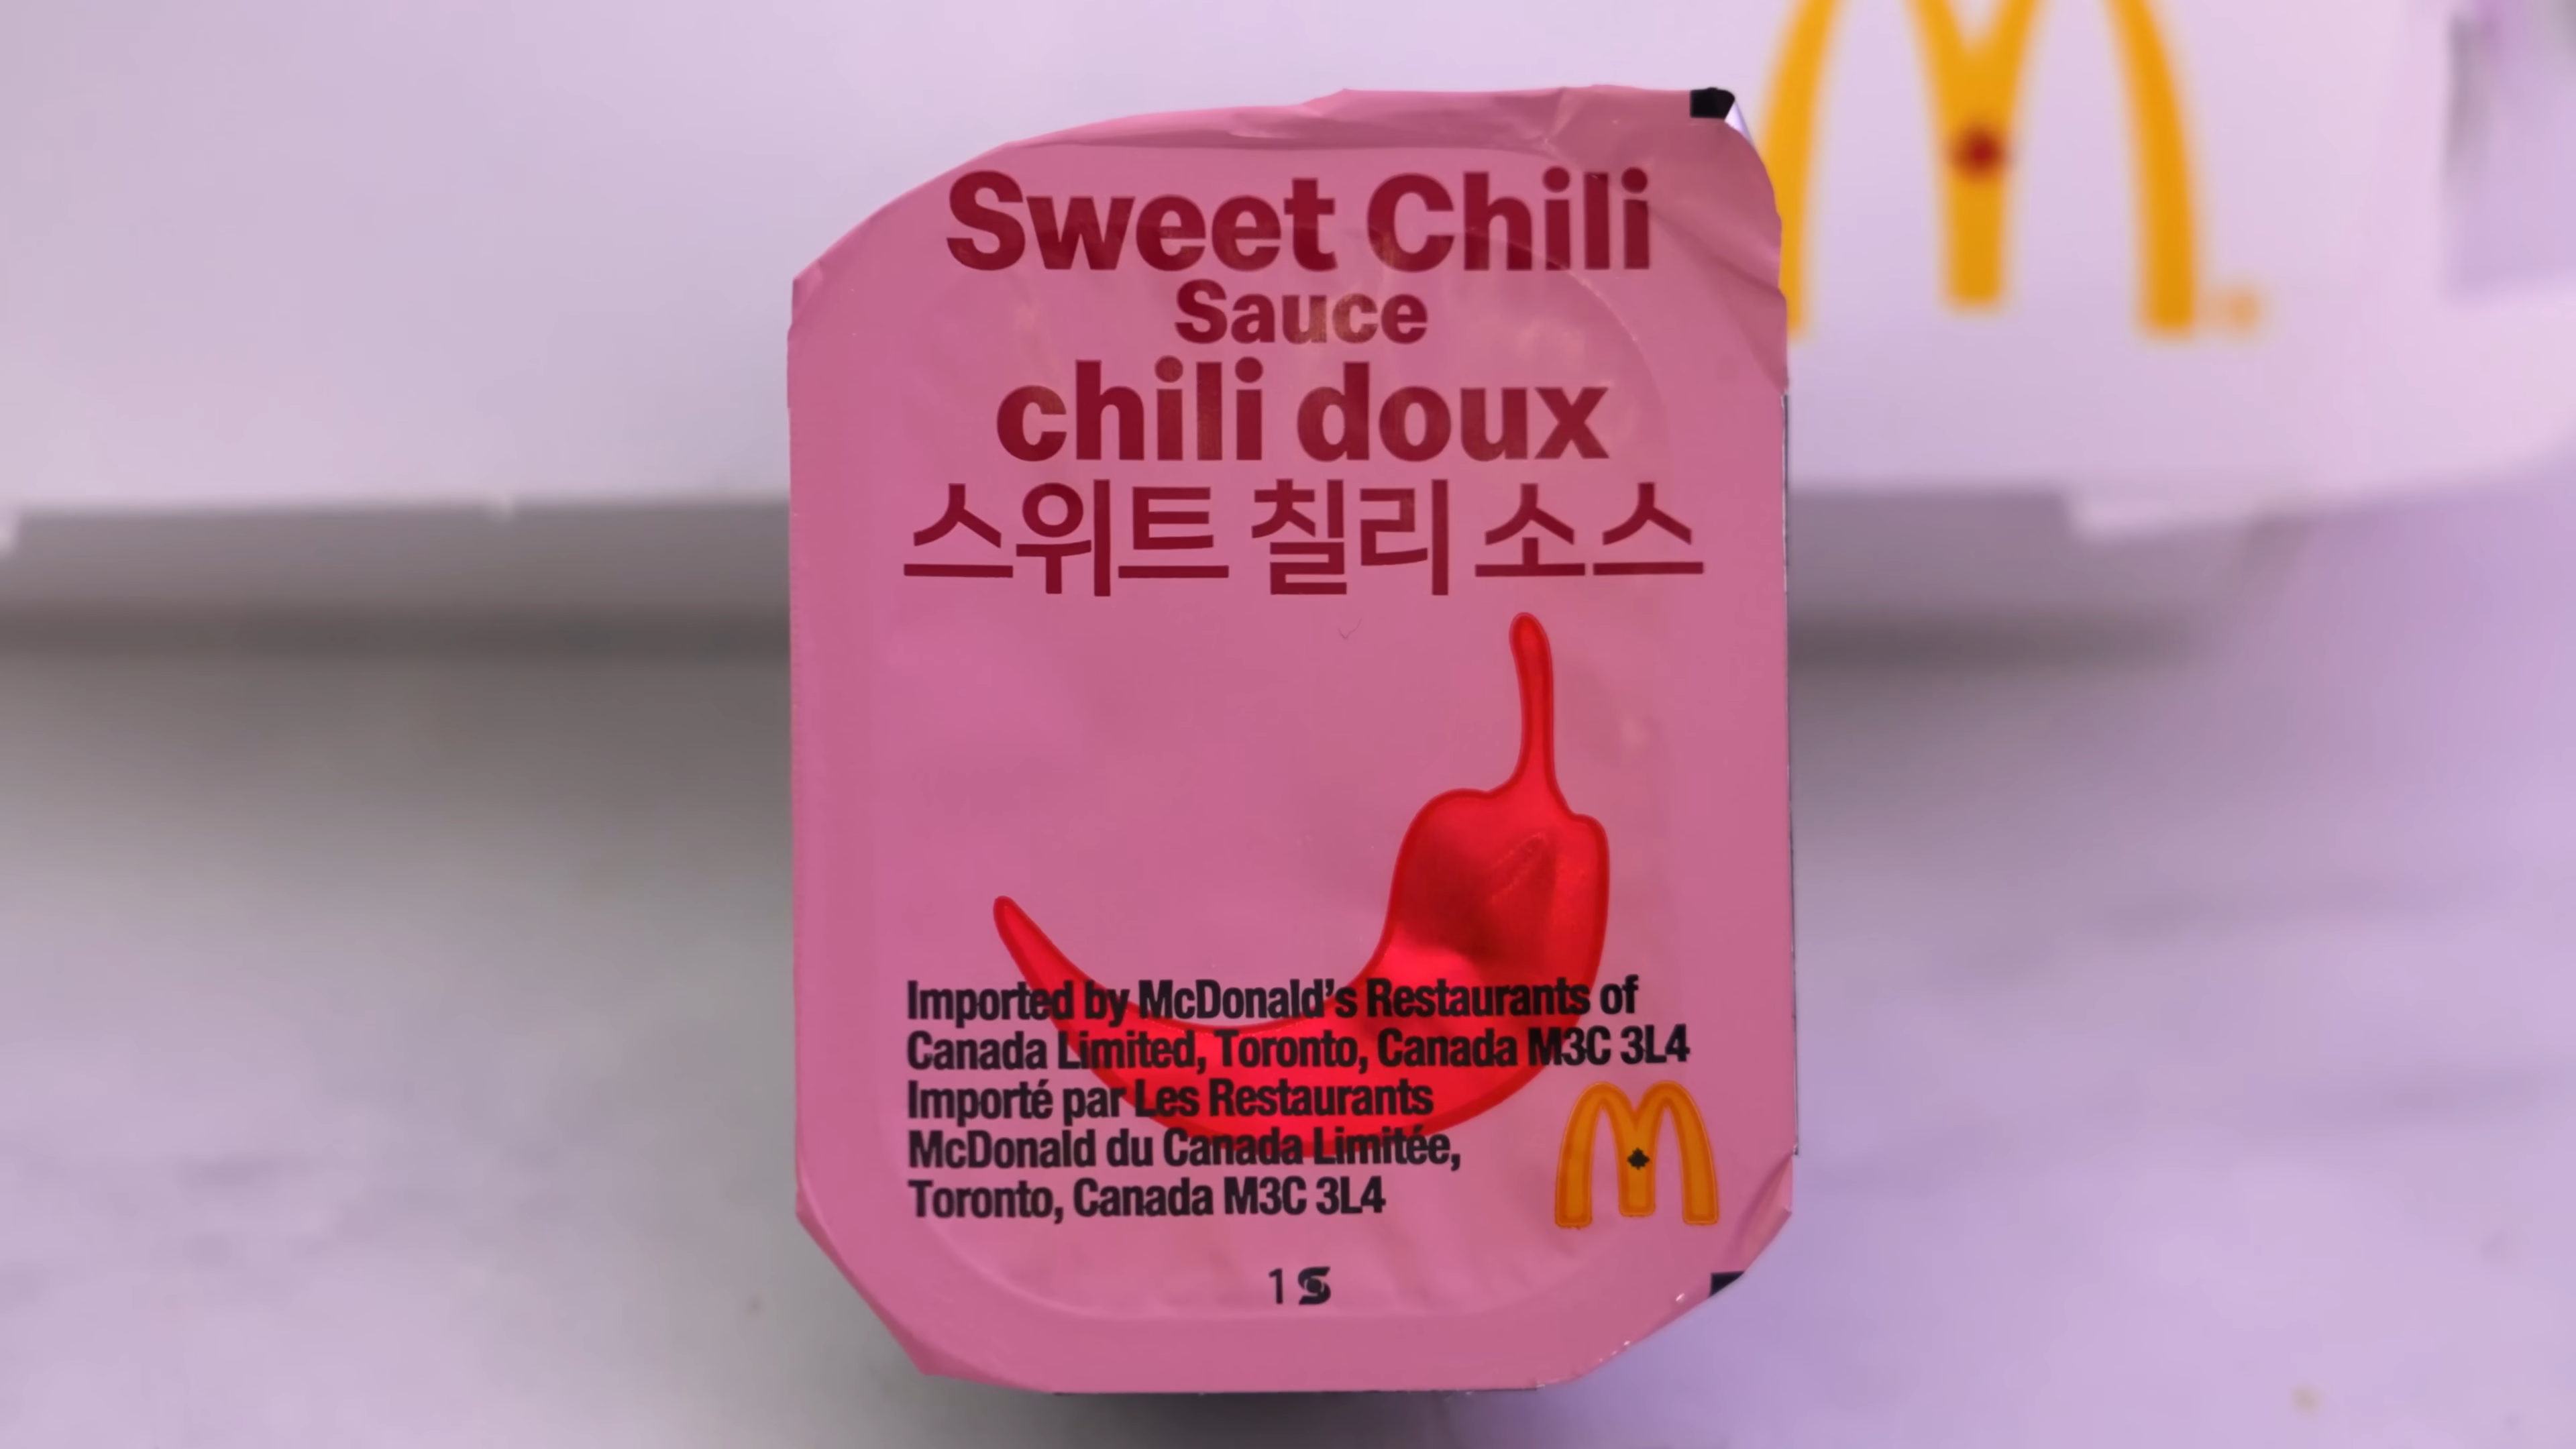 Sweet Chili
Sauce
chili doux
스위트 칠리 소스
Imported by McDonald's Restaurants of
Canada Limited, Toronto, Canada M3C 3L4
Importé par Les Restaurants
McDonald du Canada Limitée,
Toronto, Canada M3C 3L4
1 S